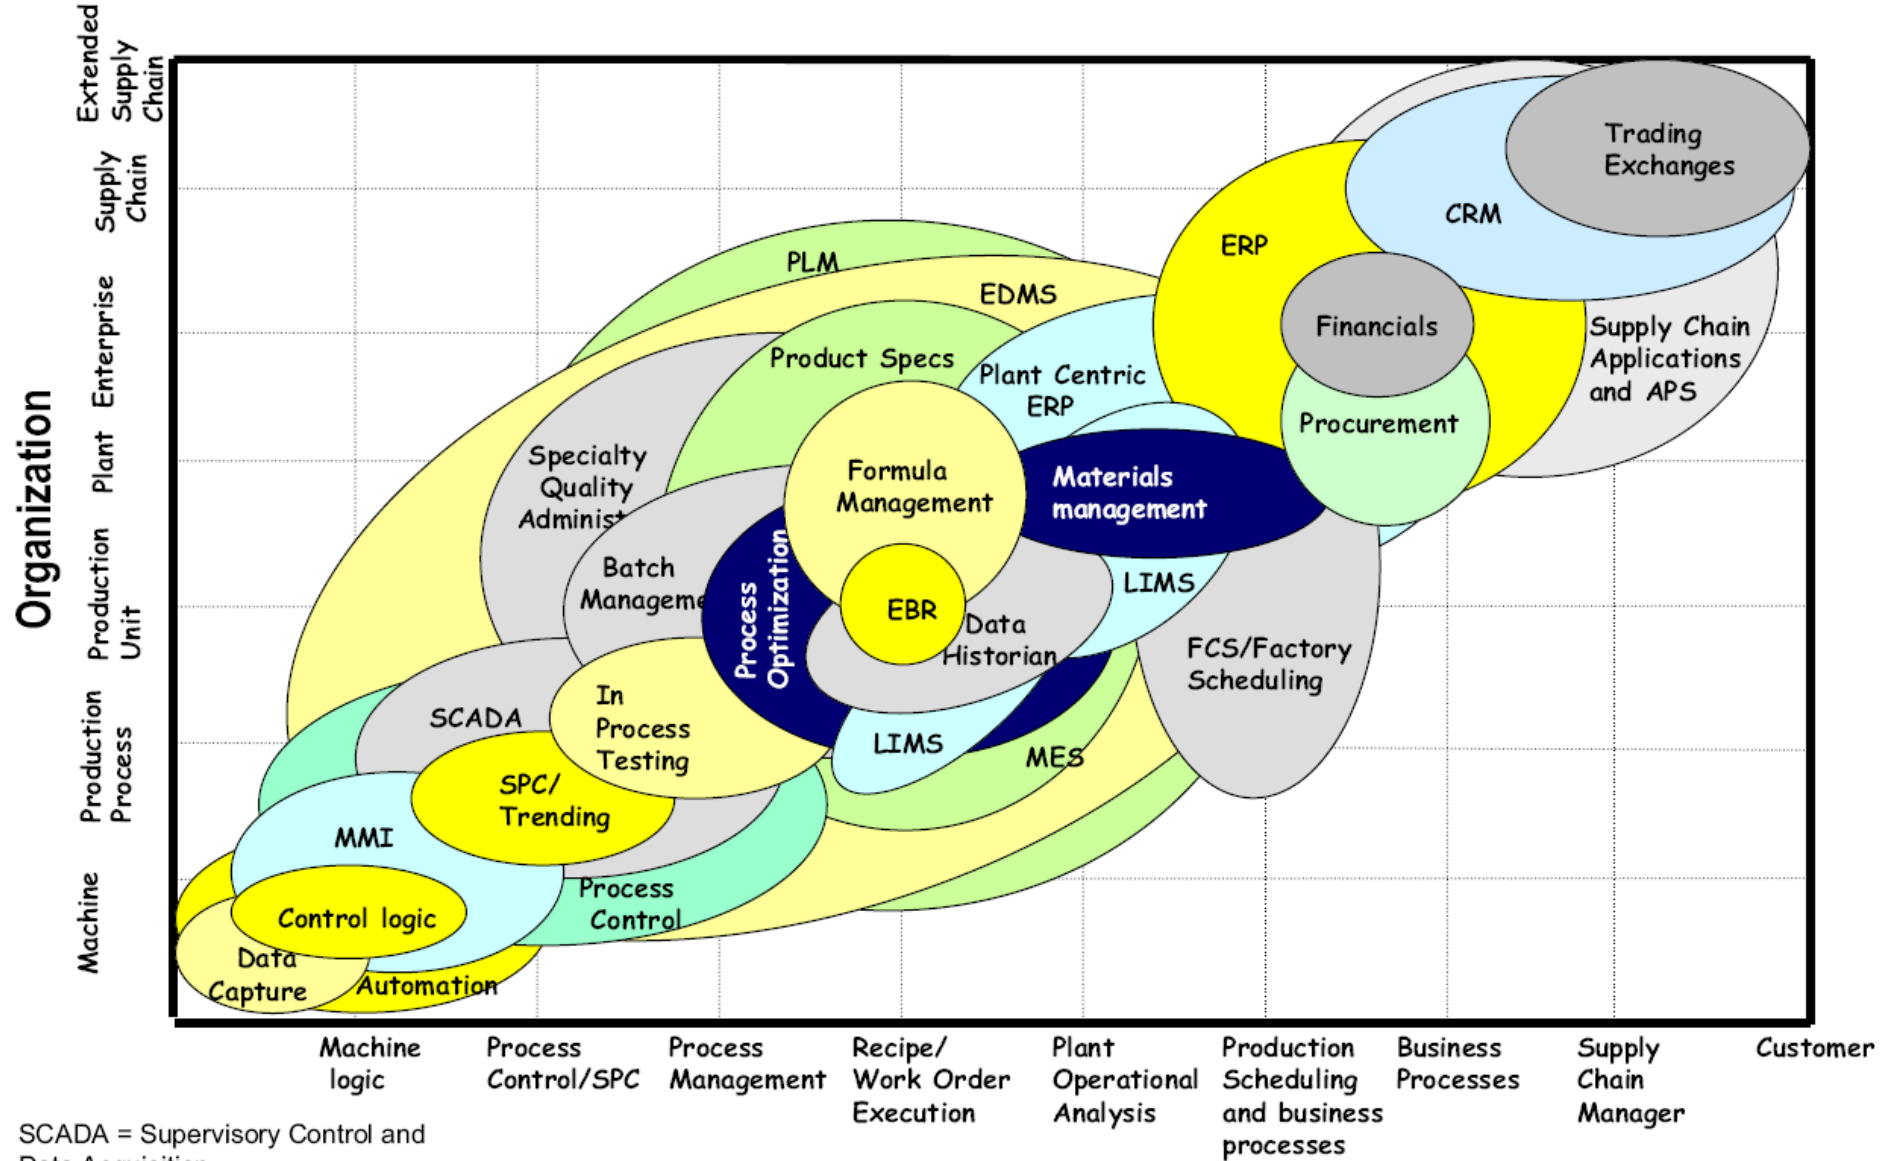 Extended
Supply
Chain
Supply
Chain
Enterprise
Plant
Production
Unit
Production
Process
Machine
Organization
Trading
Exchanges
CRM
ERP
PLM
EDMS
Financials
Supply Chain
Applications
and APS
Product Specs
Plant Centric
ERP
Procurement
Specialty
Quality
Administ
Formula
Management
Materials
management
Batch
Manageme
Process
Optimization
EBR
LIMS
Data
Historian
FCS/Factory
Scheduling
In
Process
Testing
SCADA
LIMS
MES
SPC/
Trending
MMI
Process
Control
Control logic
Data
Capture
Automation
Machine
logic
Process
Control/SPC
Process
Management
Recipe/
Work Order
Execution
Plant
Operational
Analysis
Production
Scheduling
and business
processes
Business
Processes
Supply
Chain
Manager
Customer
SCADA = Supervisory Control and